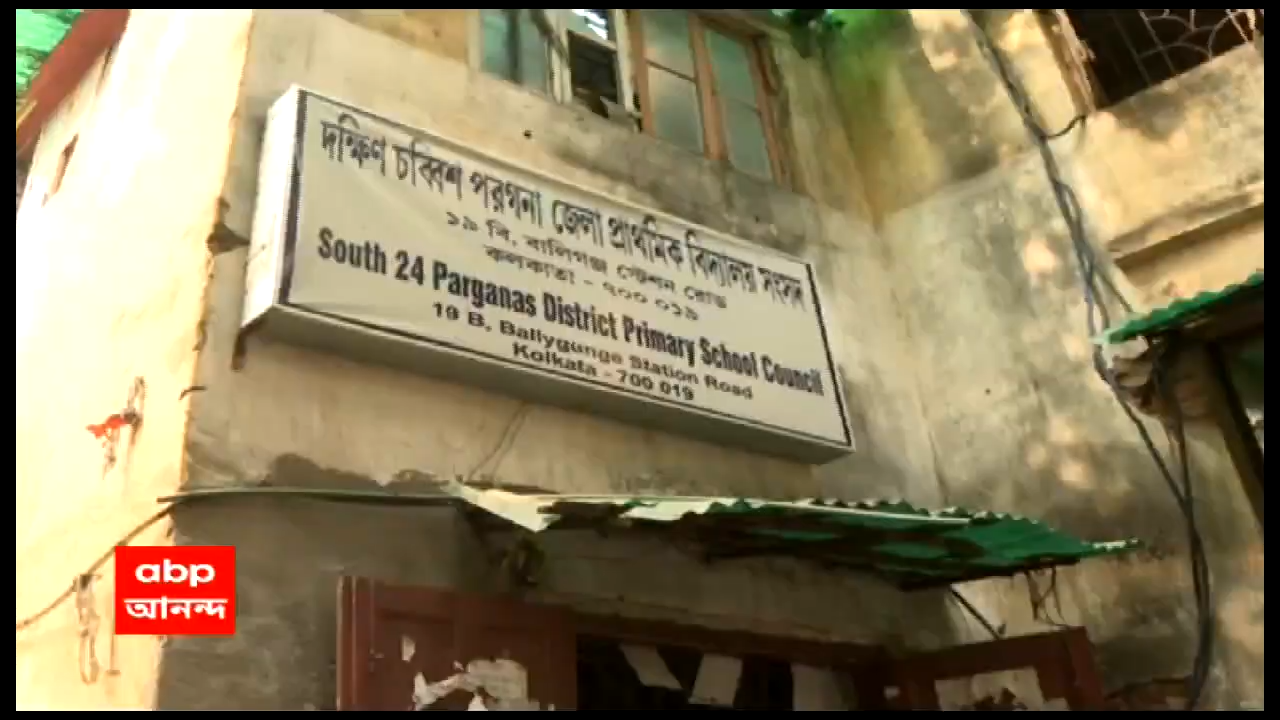 দক্ষিণ চব্বিশ পরগনা জেলা প্রাথমিক বিদ্যালয় সংসদ
১৯ বি, বালিগঞ্জ স্টেশন রোড
কলকাতা - ৭০০ ০১৯
South 24 Parganas District Primary School Council
19 B, Ballygunge Station Road
Kolkata - 700 019
abp
আনন্দ